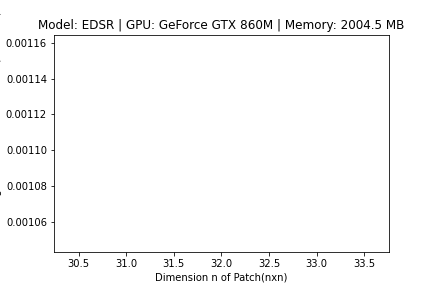 Model: EDSR | GPU: GeForce GTX 860M | Memory: 2004.5 MB
0.00116
0.00114
0.00112
0.00110
0.00108
0.00106
30.5 31.0 31.5 32.0 32.5 33.0 33.5
Dimension n of Patch(nxn)